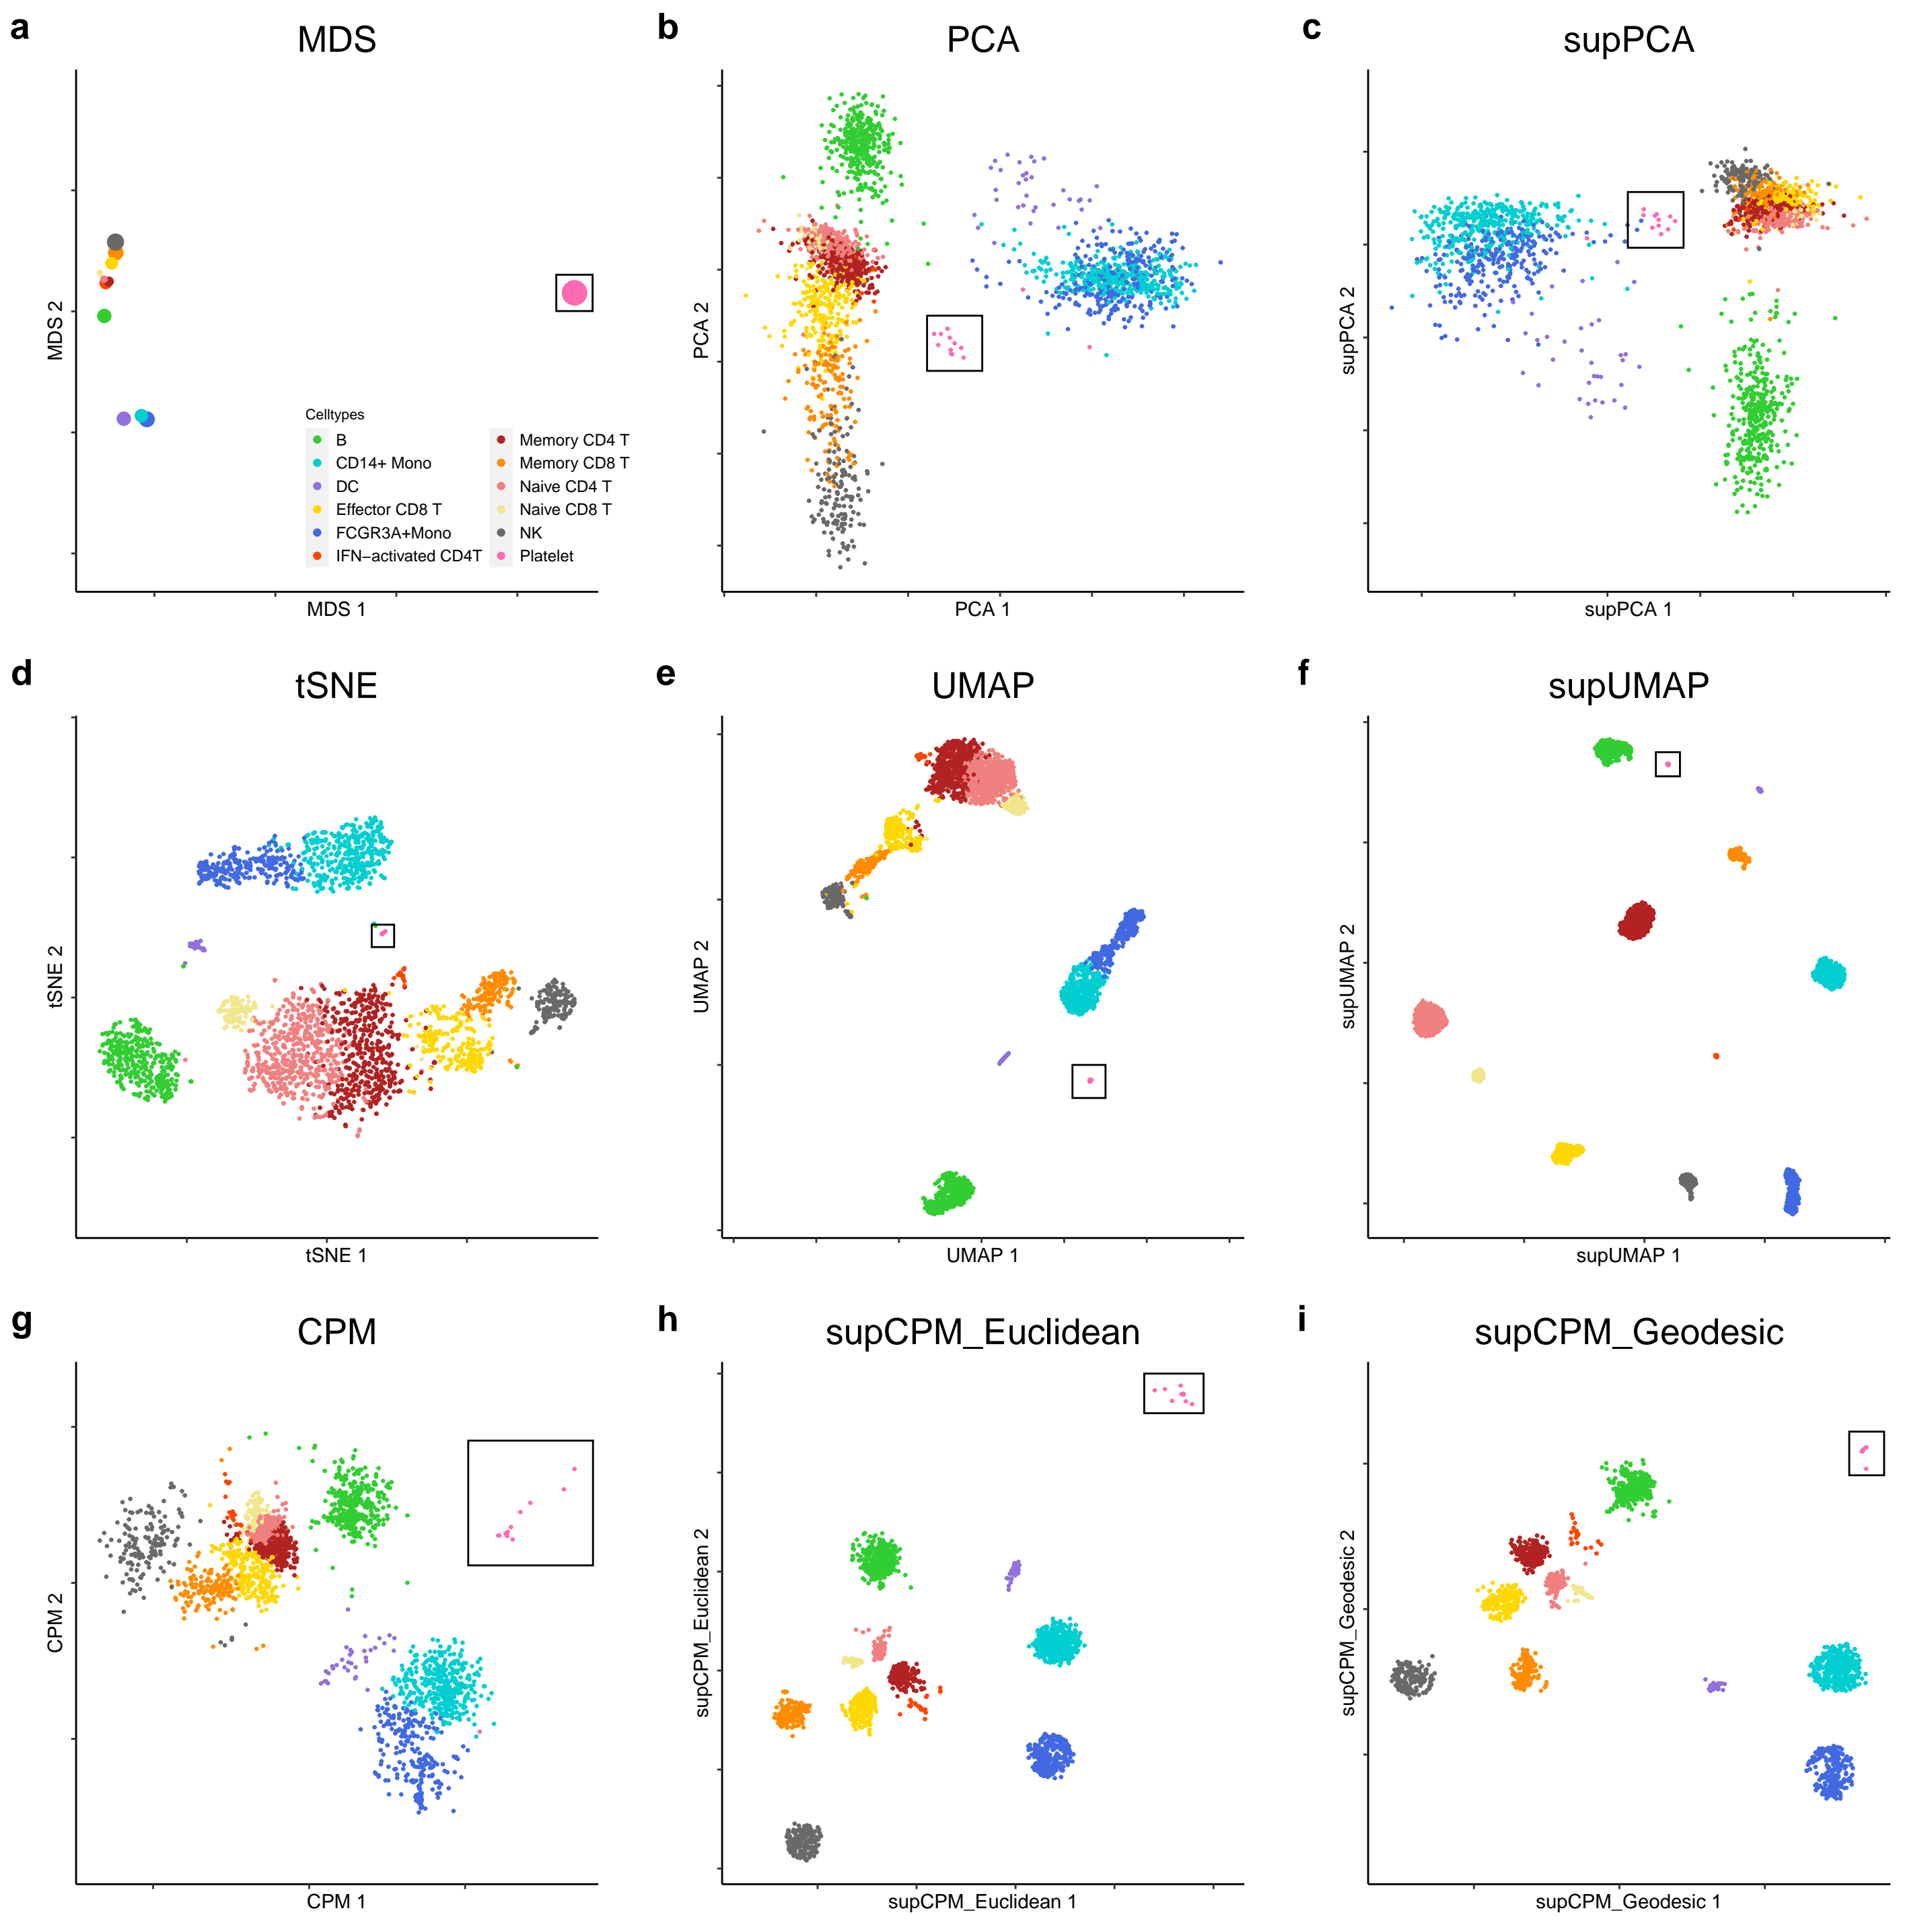 a
MDS
b
PCA
c
supPCA
MDS 2
PCA 2
supPCA 2
Celltypes
B
Memory CD4 T
CD14+ Mono
Memory CD8 T
DC
Naive CD4 T
Effector CD8 T
Naive CD8 T
FCGR3A+Mono
NK
IFN−activated CD4T
Platelet
MDS 1
PCA 1
supPCA 1
d
tSNE
e
UMAP
f
supUMAP
tSNE 2
UMAP 2
supUMAP 2
tSNE 1
UMAP 1
supUMAP 1
g
CPM
h
supCPM_Euclidean
i
supCPM_Geodesic
CPM 2
supCPM_Euclidean 2
supCPM_Geodesic 2
CPM 1
supCPM_Euclidean 1
supCPM_Geodesic 1